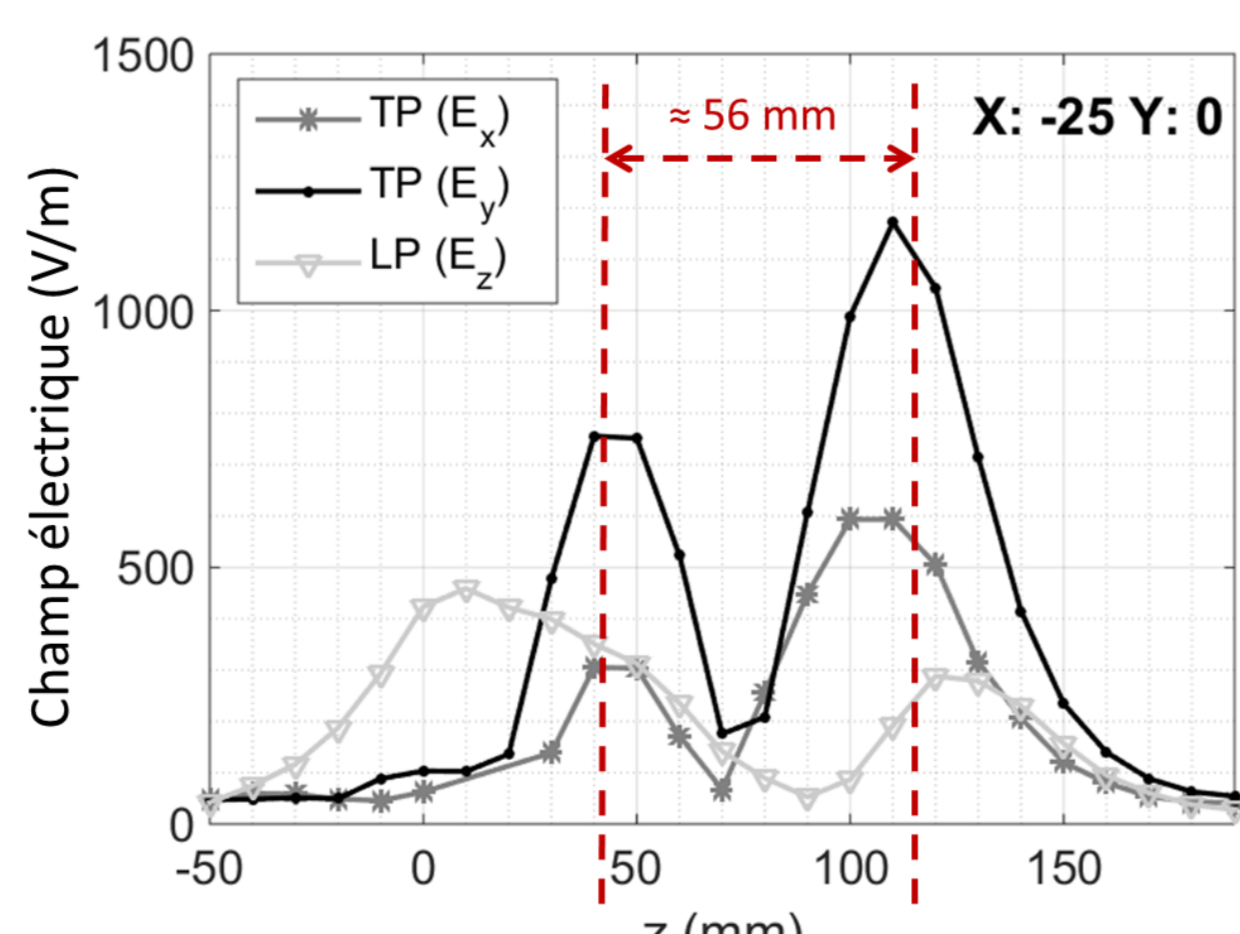 1500
TP (Ex)
TP (Ey)
LP (Ez)
≈ 56 mm
X: -25 Y: 0
Champ électrique (V/m)
1000
500
0
-50 0 50 100 150
z (mm)